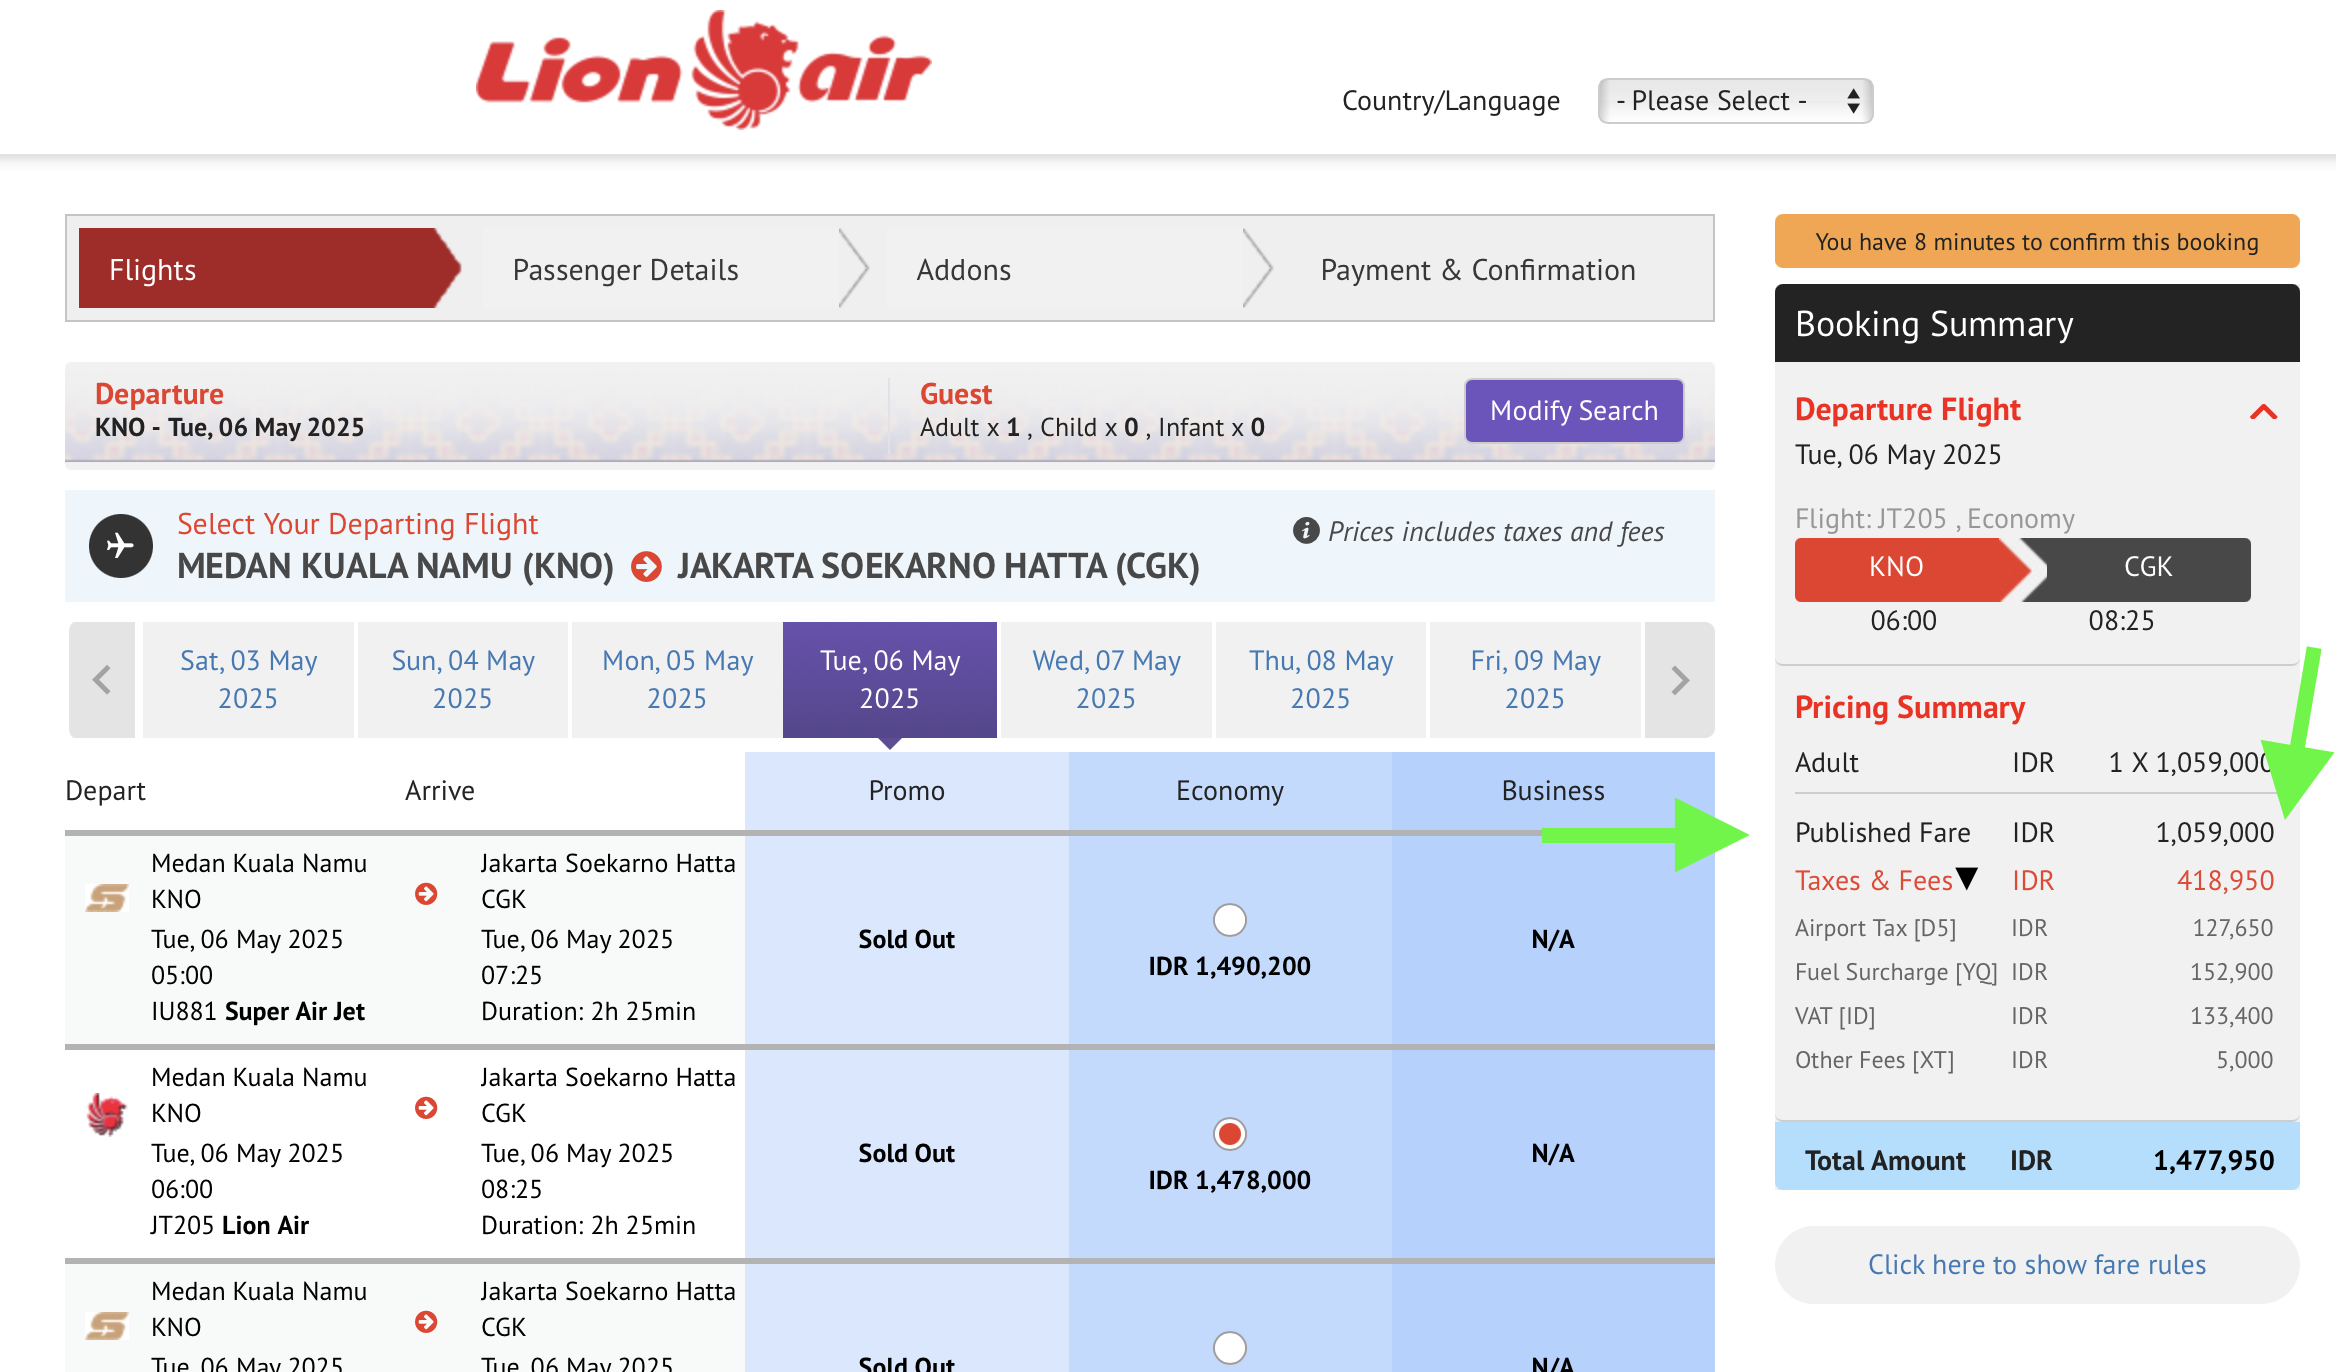 Lion air
Country/Language
- Please Select -
Flights
Passenger Details
Addons
Payment & Confirmation
Departure
KNO - Tue, 06 May 2025
Guest
Adult x 1 , Child x 0 , Infant x 0
Modify Search
Select Your Departing Flight
MEDAN KUALA NAMU (KNO) JAKARTA SOEKARNO HATTA (CGK)
Prices includes taxes and fees
Sat, 03 May
2025
Sun, 04 May
2025
Mon, 05 May
2025
Tue, 06 May
2025
Wed, 07 May
2025
Thu, 08 May
2025
Fri, 09 May
2025
Depart
Arrive
Promo
Economy
Business
Medan Kuala Namu
KNO
Tue, 06 May 2025
05:00
IU881 Super Air Jet
Jakarta Soekarno Hatta
CGK
Tue, 06 May 2025
07:25
Duration: 2h 25min
Sold Out
IDR 1,490,200
N/A
Medan Kuala Namu
KNO
Tue, 06 May 2025
06:00
JT205 Lion Air
Jakarta Soekarno Hatta
CGK
Tue, 06 May 2025
08:25
Duration: 2h 25min
Sold Out
IDR 1,478,000
N/A
Medan Kuala Namu
KNO
Tue, 06 May 2025
Jakarta Soekarno Hatta
CGK
Tue, 06 May 2025
Sold Out
N/A
You have 8 minutes to confirm this booking
Booking Summary
Departure Flight
Tue, 06 May 2025
Flight: JT205 , Economy
KNO
CGK
06:00
08:25
Pricing Summary
Adult IDR 1 X 1,059,000
Published Fare IDR 1,059,000
Taxes & Fees▼ IDR 418,950
Airport Tax [D5] IDR 127,650
Fuel Surcharge [YQ] IDR 152,900
VAT [ID] IDR 133,400
Other Fees [XT] IDR 5,000
Total Amount IDR 1,477,950
Click here to show fare rules